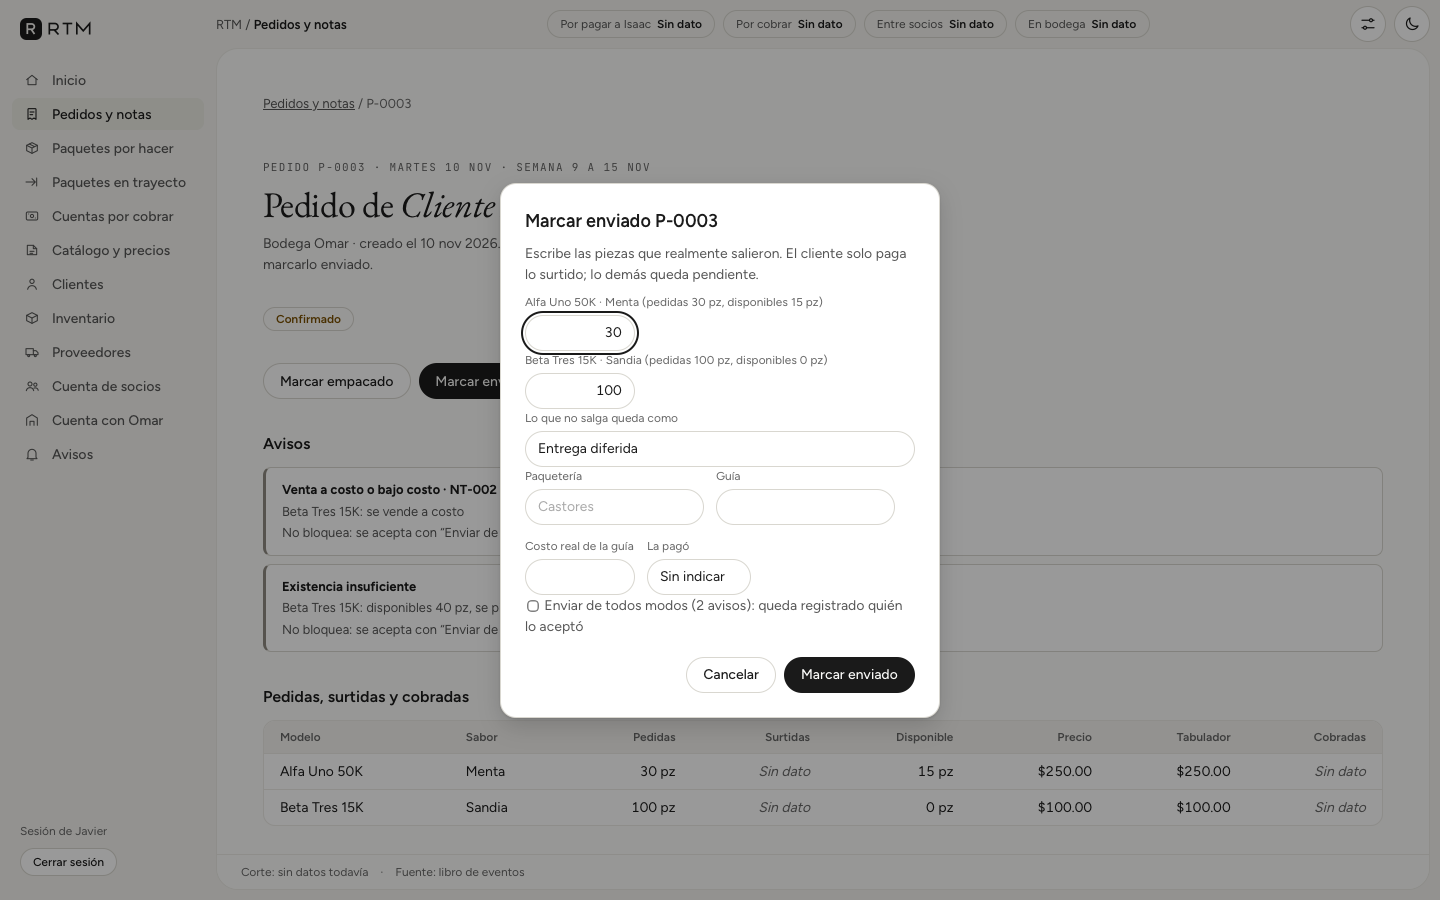 R RTM
RTM / Pedidos y notas
Por pagar a Isaac Sin dato
Por cobrar Sin dato
Entre socios Sin dato
En bodega Sin dato
Inicio
Pedidos y notas
Paquetes por hacer
Paquetes en trayecto
Cuentas por cobrar
Catálogo y precios
Clientes
Inventario
Proveedores
Cuenta de socios
Cuenta con Omar
Avisos
Sesión de Javier
Cerrar sesión
Pedidos y notas / P-0003
PEDIDO P-0003 · MARTES 10 NOV · SEMANA 9 A 15 NOV
Pedido de Cliente
Bodega Omar · creado el 10 nov 2026.
marcarlo enviado.
Confirmado
Marcar empacado
Marcar env
Avisos
Venta a costo o bajo costo · NT-002
Beta Tres 15K: se vende a costo
No bloquea: se acepta con “Enviar de
Existencia insuficiente
Beta Tres 15K: disponibles 40 pz, se p
No bloquea: se acepta con “Enviar de
Pedidas, surtidas y cobradas
Modelo Sabor Pedidas Surtidas Disponible Precio Tabulador Cobradas
Alfa Uno 50K Menta 30 pz Sin dato 15 pz $250.00 $250.00 Sin dato
Beta Tres 15K Sandia 100 pz Sin dato 0 pz $100.00 $100.00 Sin dato
Corte: sin datos todavía · Fuente: libro de eventos
Marcar enviado P-0003
Escribe las piezas que realmente salieron. El cliente solo paga
lo surtido; lo demás queda pendiente.
Alfa Uno 50K · Menta (pedidas 30 pz, disponibles 15 pz)
30
Beta Tres 15K · Sandia (pedidas 100 pz, disponibles 0 pz)
100
Lo que no salga queda como
Entrega diferida
Paquetería Guía
Castores
Costo real de la guía La pagó
Sin indicar
Enviar de todos modos (2 avisos): queda registrado quién
lo aceptó
Cancelar
Marcar enviado